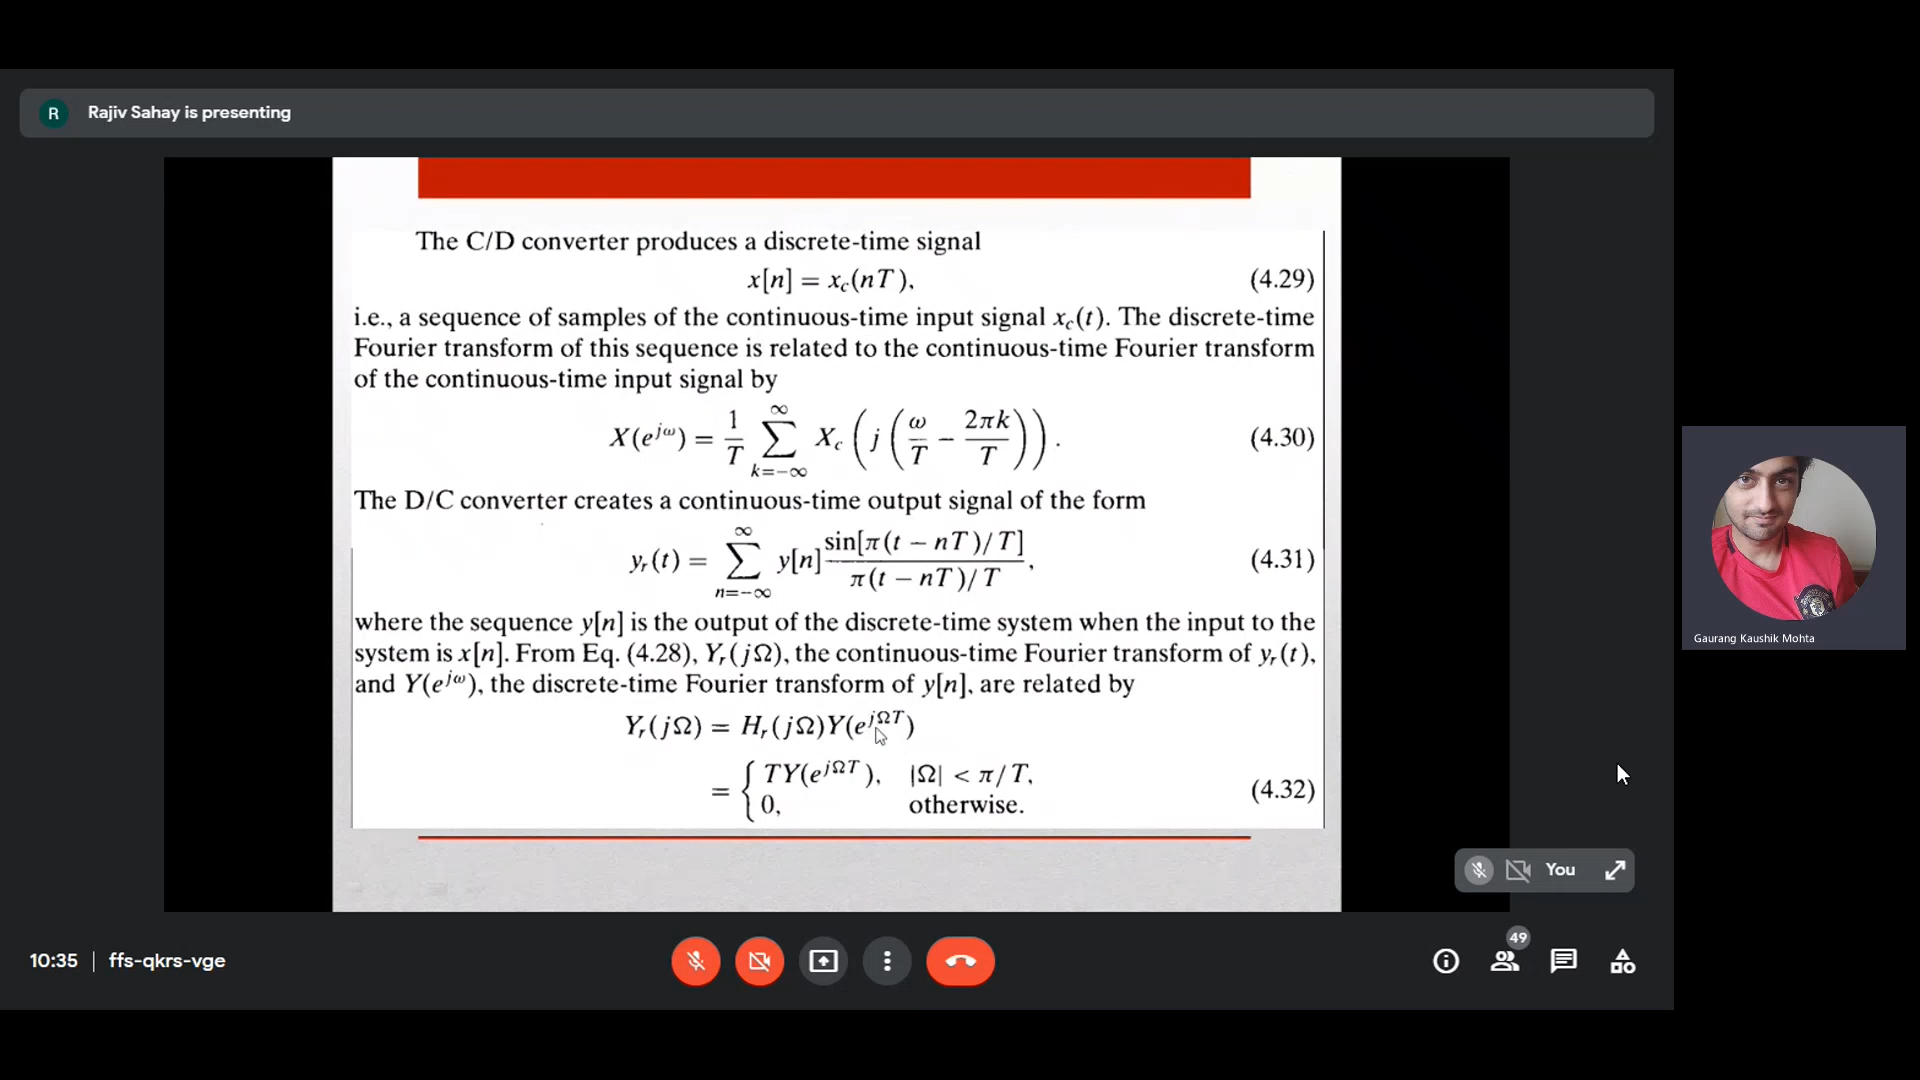 R Rajiv Sahay is presenting
The C/D converter produces a discrete-time signal
x[n] = x_c(nT), (4.29)
i.e., a sequence of samples of the continuous-time input signal x_c(t). The discrete-time
Fourier transform of this sequence is related to the continuous-time Fourier transform
of the continuous-time input signal by
X(e^{jω}) = \frac{1}{T} \sum_{k=-∞}^{∞} X_c (j (\frac{ω}{T} − \frac{2πk}{T})). (4.30)
The D/C converter creates a continuous-time output signal of the form
y_r(t) = \sum_{n=-∞}^{∞} y[n] \frac{sin[π(t − nT)/T]}{π(t − nT)/T}, (4.31)
where the sequence y[n] is the output of the discrete-time system when the input to the
system is x[n]. From Eq. (4.28), Y_r(jΩ), the continuous-time Fourier transform of y_r(t),
and Y(e^{jω}), the discrete-time Fourier transform of y[n], are related by
Y_r(jΩ) = H_r(jΩ)Y(e^{jΩT})
= { TY(e^{jΩT}), |Ω| < π/T,
0, otherwise. (4.32)
Gaurang Kaushik Mohta
You
10:35 | ffs-qkrs-vge
49